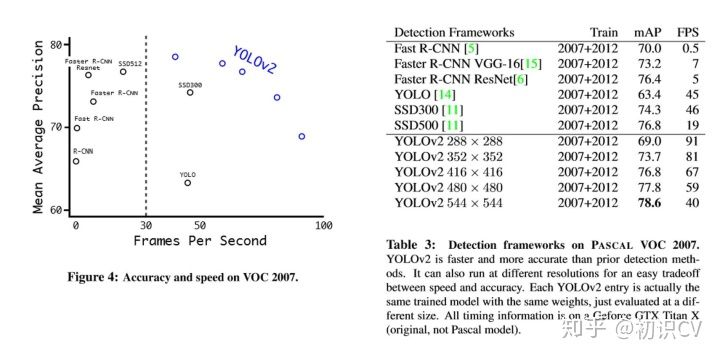 80
70
60
Mean Average Precision
Faster R-CNN
Resnet
SSD512
YOLOv2
Faster R-CNN
SSD300
Fast R-CNN
R-CNN
YOLO
0 30 50 100
Frames Per Second
Figure 4: Accuracy and speed on VOC 2007.
Detection Frameworks Train mAP FPS
Fast R-CNN [5] 2007+2012 70.0 0.5
Faster R-CNN VGG-16[15] 2007+2012 73.2 7
Faster R-CNN ResNet[6] 2007+2012 76.4 5
YOLO [14] 2007+2012 63.4 45
SSD300 [11] 2007+2012 74.3 46
SSD500 [11] 2007+2012 76.8 19
YOLOv2 288 × 288 2007+2012 69.0 91
YOLOv2 352 × 352 2007+2012 73.7 81
YOLOv2 416 × 416 2007+2012 76.8 67
YOLOv2 480 × 480 2007+2012 77.8 59
YOLOv2 544 × 544 2007+2012 78.6 40
Table 3: Detection frameworks on PASCAL VOC 2007.
YOLOv2 is faster and more accurate than prior detection meth-
ods. It can also run at different resolutions for an easy tradeoff
between speed and accuracy. Each YOLOv2 entry is actually the
same trained model with the same weights, just evaluated at a dif-
ferent size. All timing information is on a Geforce GTX Titan X
(original, not Pascal model).
知乎 @初识CV